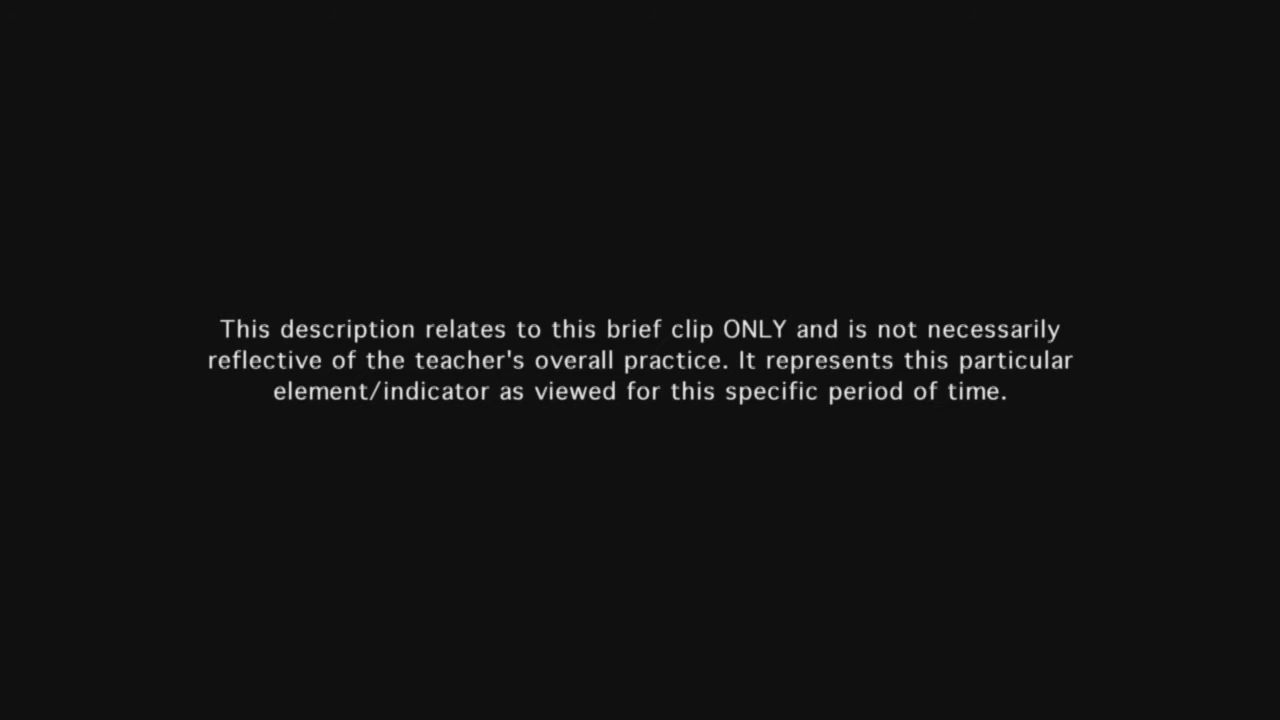 This description relates to this brief clip ONLY and is not necessarily
reflective of the teacher's overall practice. It represents this particular
element/indicator as viewed for this specific period of time.